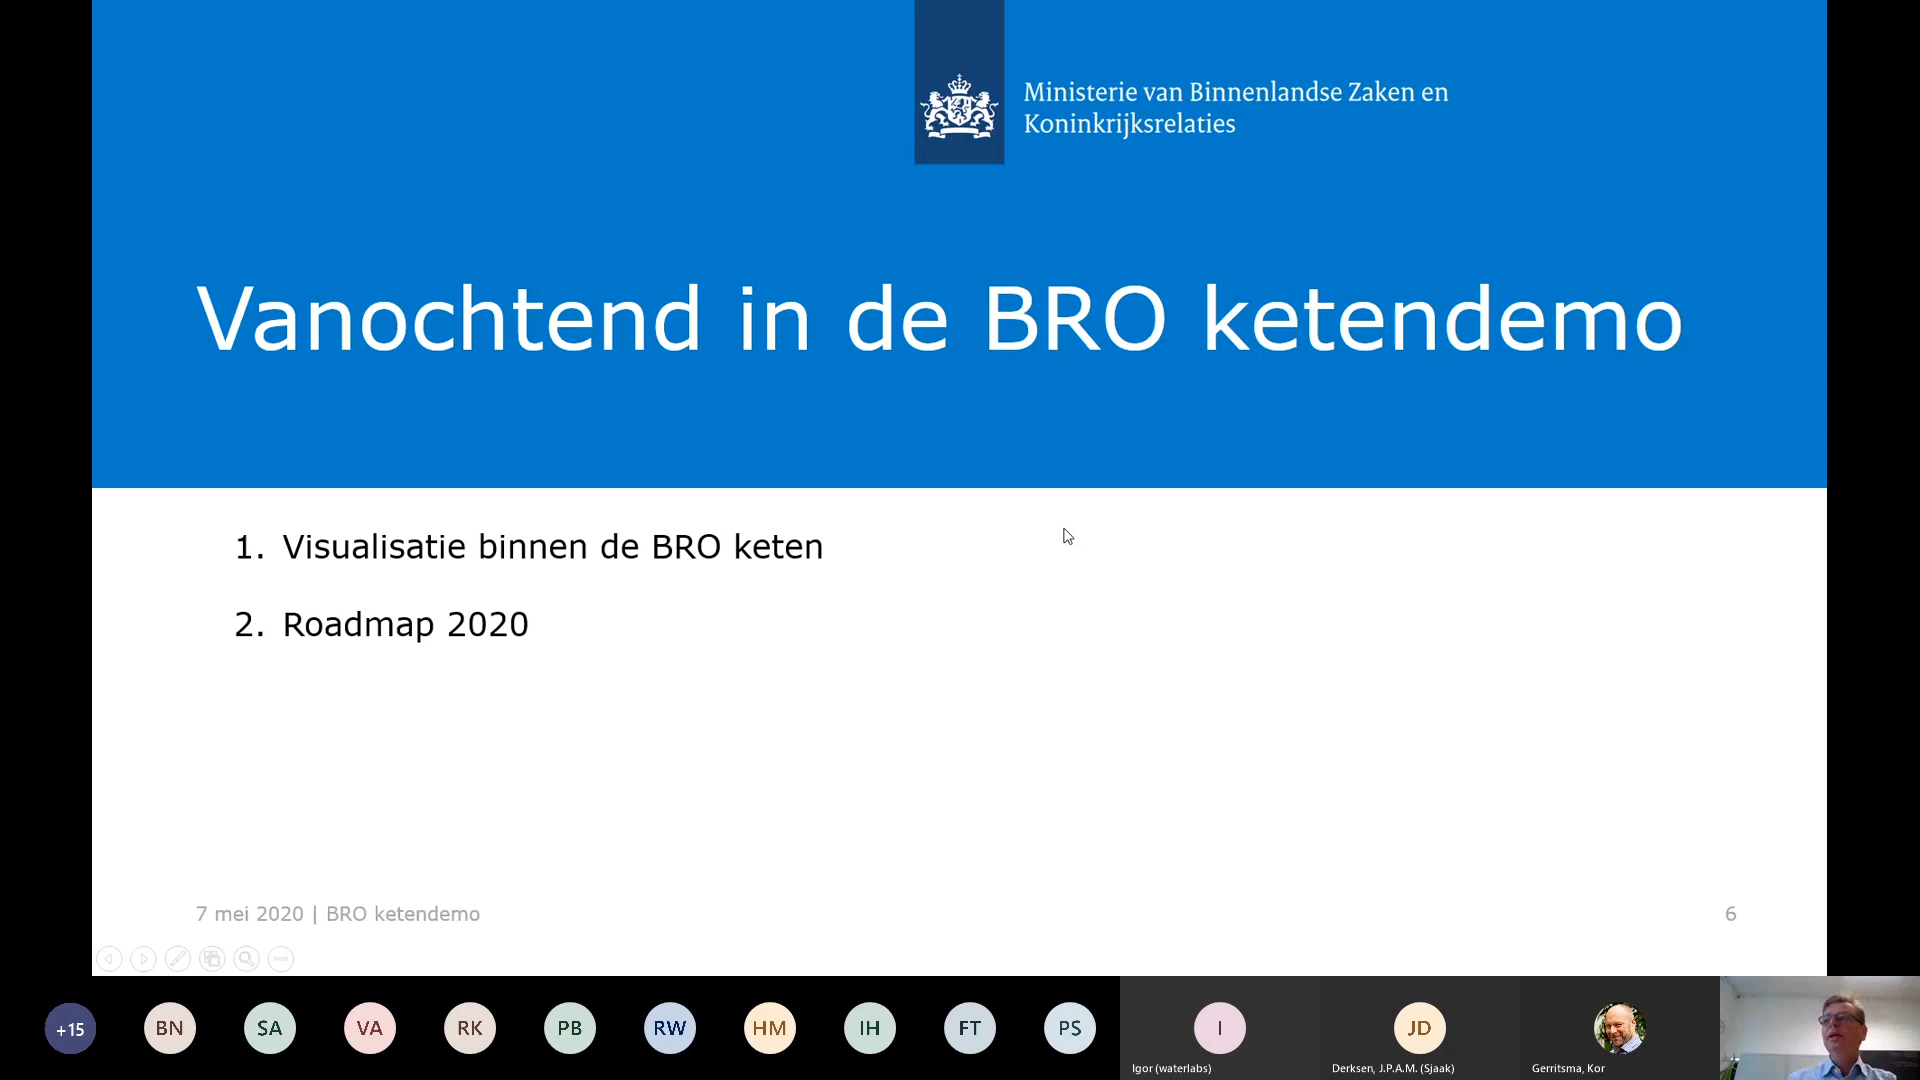 Ministerie van Binnenlandse Zaken en
Koninkrijksrelaties
Vanochtend in de BRO ketendemo
1. Visualisatie binnen de BRO keten
2. Roadmap 2020
7 mei 2020 | BRO ketendemo
6
+15
BN
SA
VA
RK
PB
RW
HM
IH
FT
PS
I
JD
Igor (waterlabs)
Derksen, J.P.A.M. (Sjaak)
Gerritsma, Kor